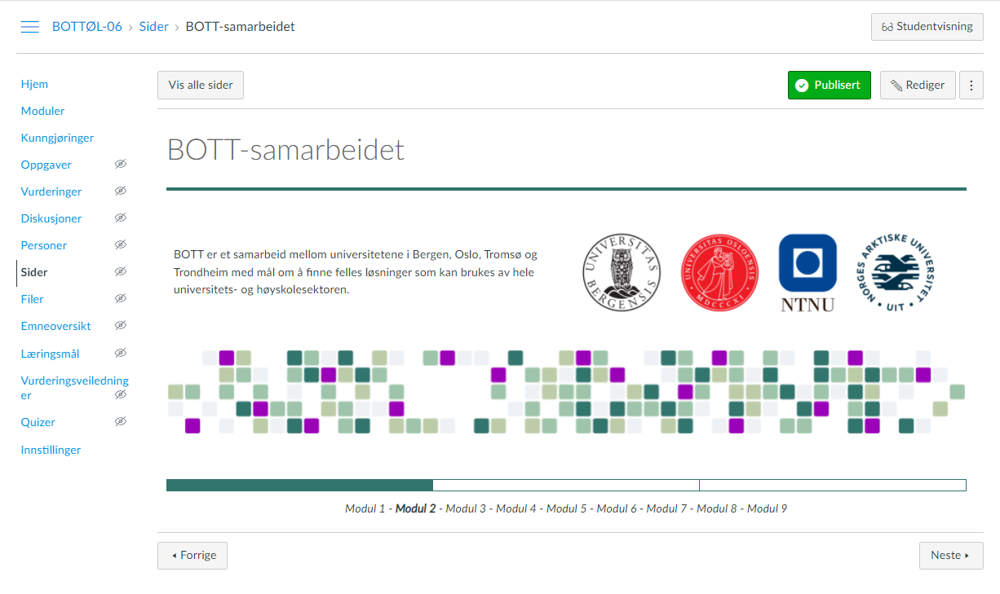 BOTTØL-06 › Sider › BOTT-samarbeidet
Studentvisning
Hjem
Moduler
Kunngjøringer
Oppgaver
Vurderinger
Diskusjoner
Personer
Sider
Filer
Emneoversikt
Læringsmål
Vurderingsveiledning
er
Quizer
Innstillinger
Vis alle sider
Publisert
Rediger
BOTT-samarbeidet
BOTT er et samarbeid mellom universitetene i Bergen, Oslo, Tromsø og
Trondheim med mål om å finne felles løsninger som kan brukes av hele
universitets- og høyskolesektoren.
UNIVERSITAS BERGENSIS
UNIVERSITAS OSLOENSIS MDCCCXI
NTNU
NORGES ARKTISKE UNIVERSITET · UIT ·
Modul 1 - Modul 2 - Modul 3 - Modul 4 - Modul 5 - Modul 6 - Modul 7 - Modul 8 - Modul 9
Forrige
Neste